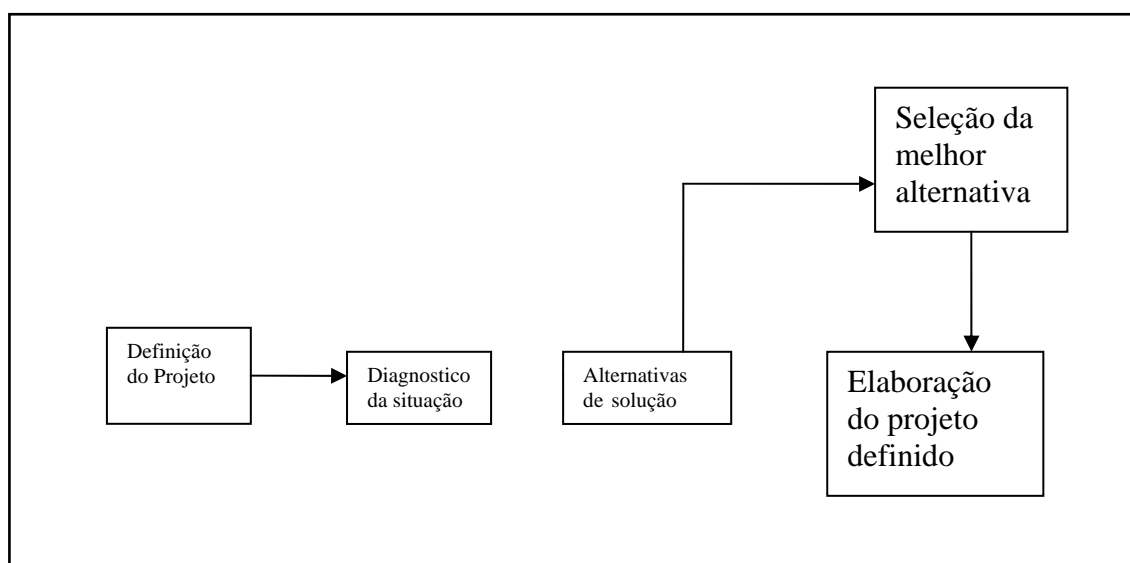 Definição
do Projeto
Diagnostico
da situação
Alternativas
de solução
Seleção da
melhor
alternativa
Elaboração
do projeto
definido